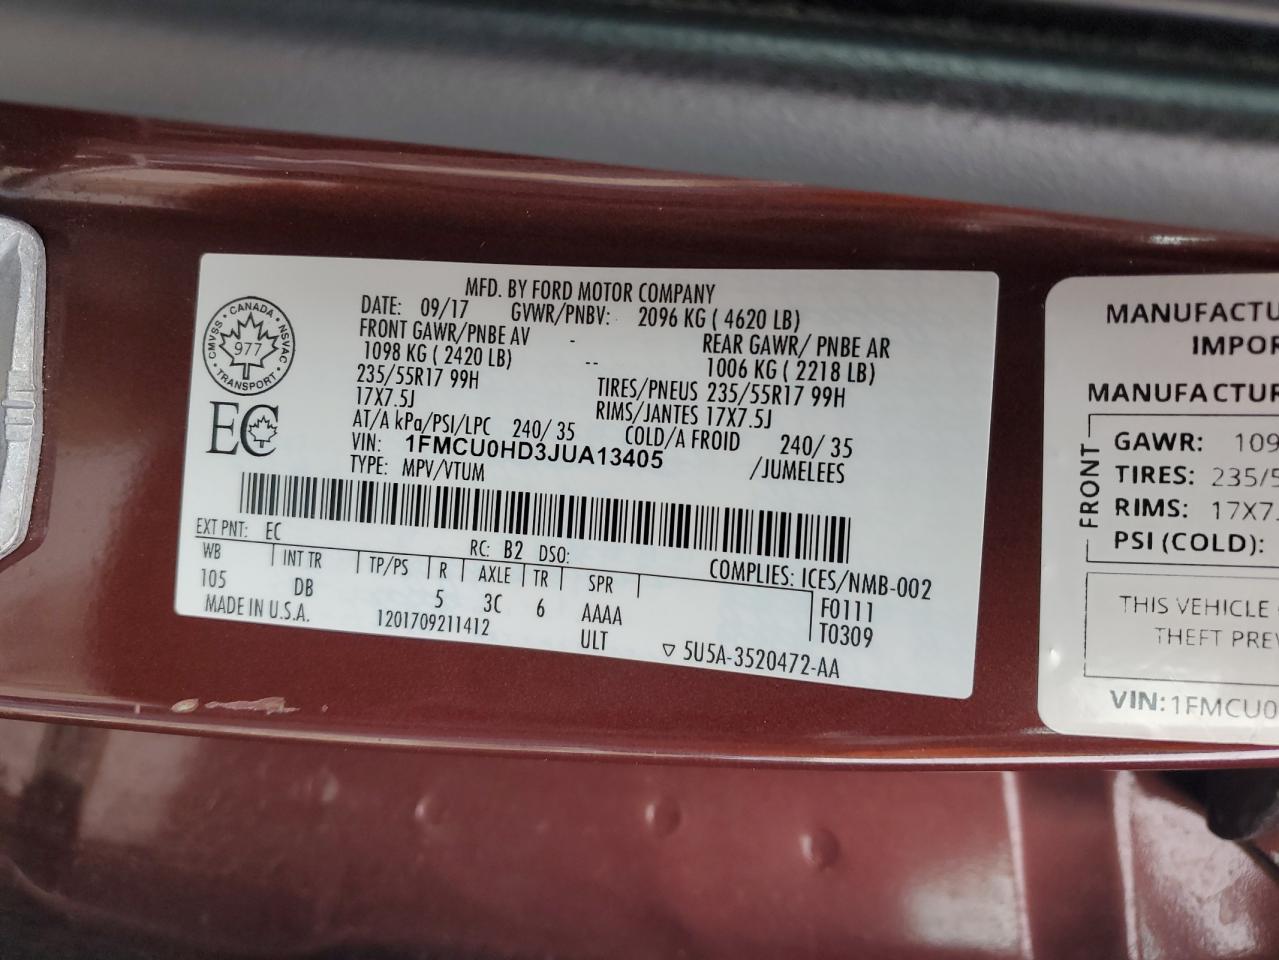 MFD. BY FORD MOTOR COMPANY
DATE: 09/17 GVWR/PNBV: 2096 KG ( 4620 LB)
FRONT GAWR/PNBE AV - REAR GAWR/ PNBE AR
1098 KG ( 2420 LB) -- 1006 KG ( 2218 LB)
235/55R17 99H TIRES/PNEUS 235/55R17 99H
17X7.5J RIMS/JANTES 17X7.5J
AT/A kPa/PSI/LPC 240/ 35 COLD/A FROID 240/ 35
VIN: 1FMCU0HD3JUA13405 /JUMELEES
TYPE: MPV/VTUM
CMVSS · CANADA · NSVAC · TRANSPORT ·
977
EC
EXT PNT: EC RC: B2 DSO:
COMPLIES: ICES/NMB-002
WB INT TR TP/PS R AXLE TR SPR
105 DB 5 3C 6 AAAA F0111
MADE IN U.S.A. 1201709211412 ULT T0309
▽ 5U5A-3520472-AA
MANUFACTU
IMPOR
MANUFACTUR
FRONT
GAWR: 109
TIRES: 235/5
RIMS: 17X7.
PSI (COLD):
THIS VEHICLE
THEFT PREV
VIN:1FMCU0